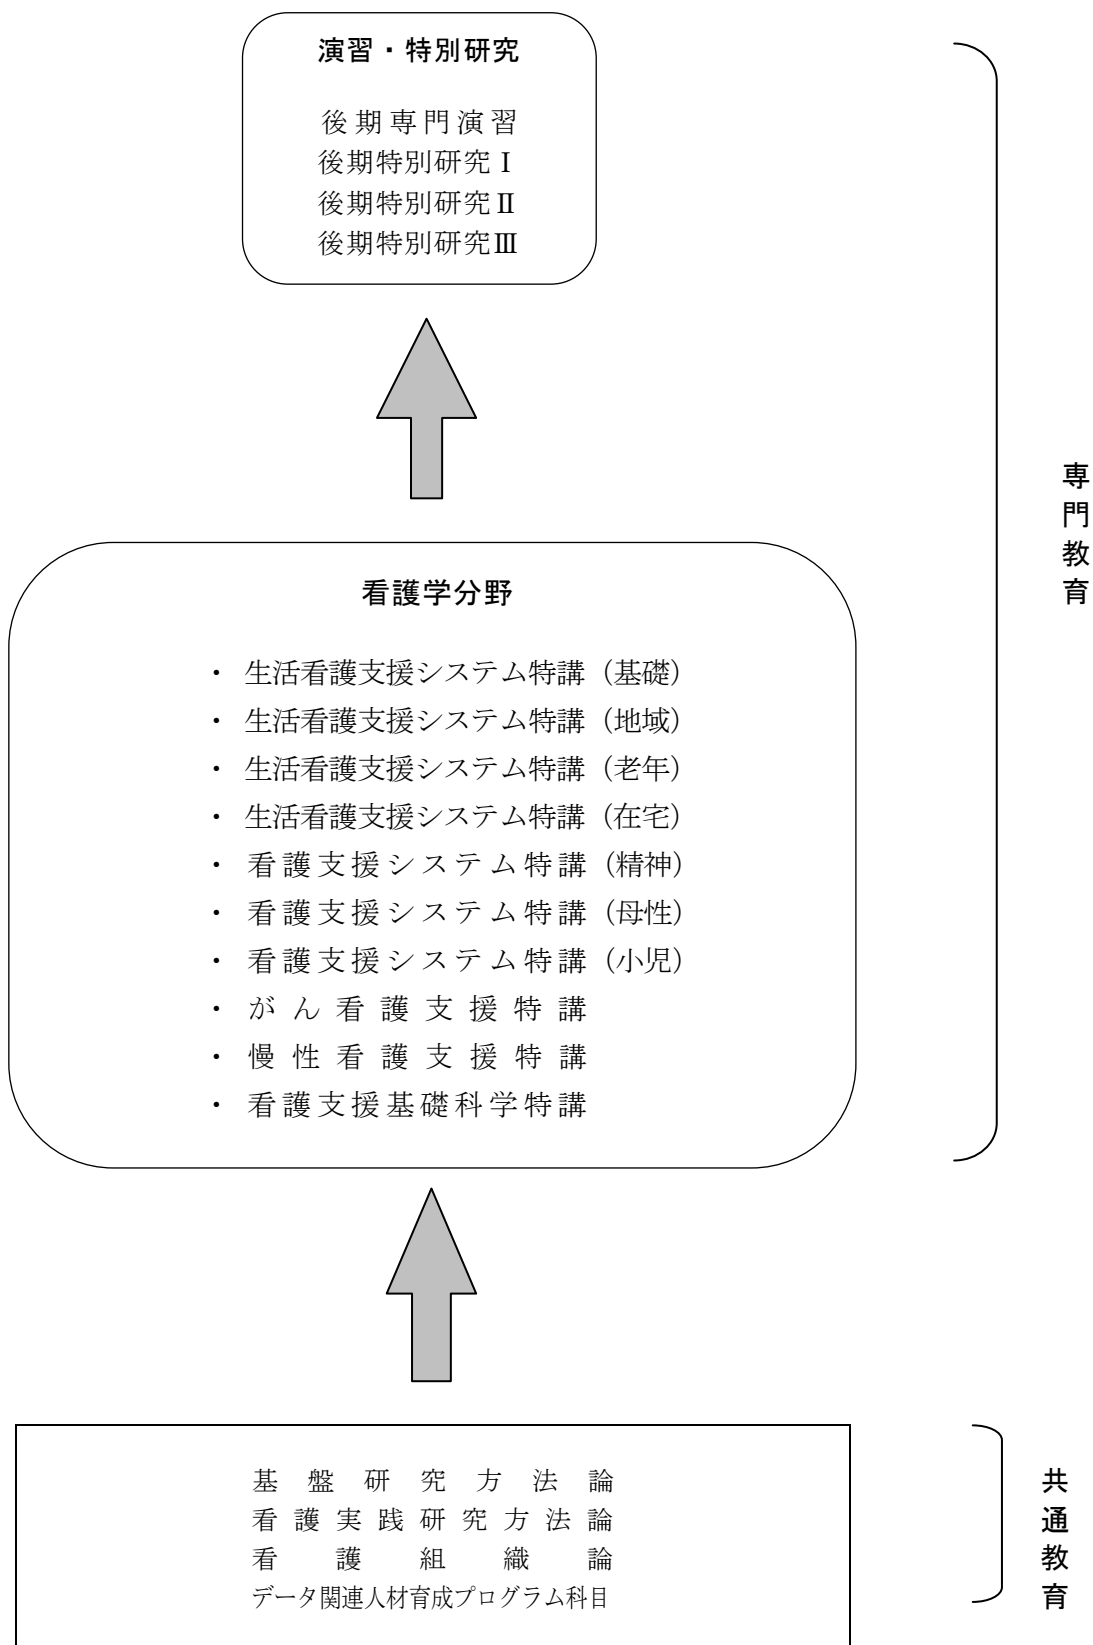 演習・特別研究
後期専門演習
後期特別研究Ⅰ
後期特別研究Ⅱ
後期特別研究Ⅲ
専門教育
看護学分野
・ 生活看護支援システム特講（基礎）
・ 生活看護支援システム特講（地域）
・ 生活看護支援システム特講（老年）
・ 生活看護支援システム特講（在宅）
・ 看護支援システム特講（精神）
・ 看護支援システム特講（母性）
・ 看護支援システム特講（小児）
・ がん看護支援特講
・ 慢性看護支援特講
・ 看護支援基礎科学特講
基盤研究方法論
看護実践研究方法論
看護組織論
データ関連人材育成プログラム科目
共通教育